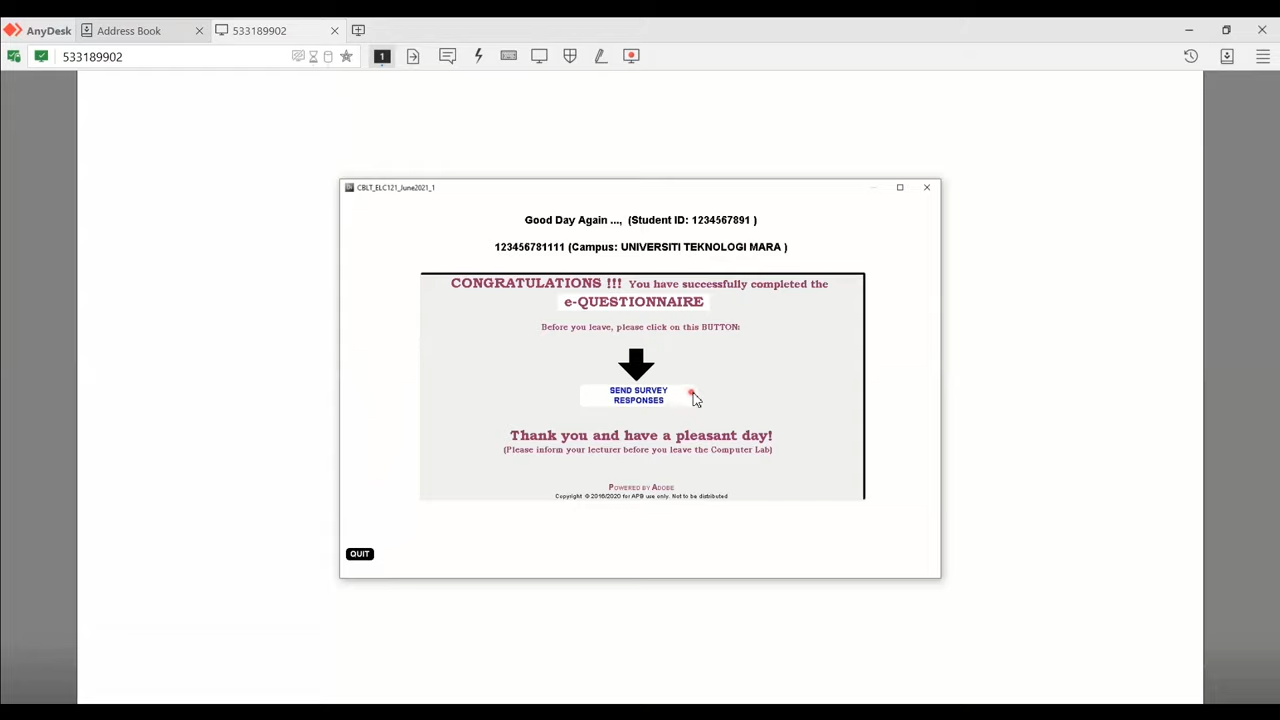 AnyDesk
Address Book
533189902
533189902
1
CBLT_ELC121_June2021_1
Good Day Again ..., (Student ID: 1234567891 )
123456781111 (Campus: UNIVERSITI TEKNOLOGI MARA )
CONGRATULATIONS !!! You have successfully completed the
e-QUESTIONNAIRE
Before you leave, please click on this BUTTON:
SEND SURVEY
RESPONSES
Thank you and have a pleasant day!
(Please inform your lecturer before you leave the Computer Lab)
POWERED BY ADOBE
Copyright © 2016/2020 for APB use only. Not to be distributed
QUIT